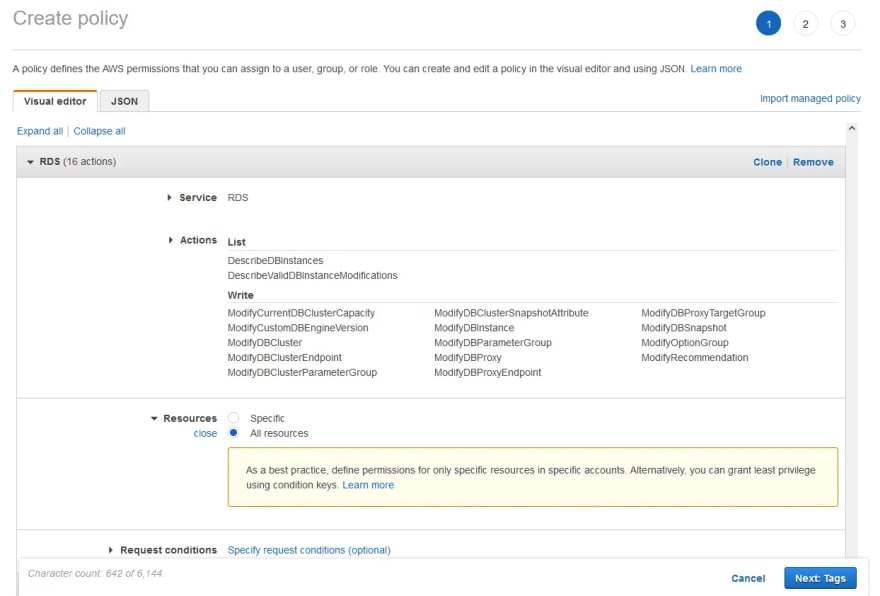 Create policy
1 2 3
A policy defines the AWS permissions that you can assign to a user, group, or role. You can create and edit a policy in the visual editor and using JSON. Learn more
Visual editor JSON Import managed policy
Expand all | Collapse all
RDS (16 actions) Clone | Remove
Service RDS
Actions List
DescribeDBInstances
DescribeValidDBInstanceModifications
Write
ModifyCurrentDBClusterCapacity ModifyDBClusterSnapshotAttribute ModifyDBProxyTargetGroup
ModifyCustomDBEngineVersion ModifyDBInstance ModifyDBSnapshot
ModifyDBCluster ModifyDBParameterGroup ModifyOptionGroup
ModifyDBClusterEndpoint ModifyDBProxy ModifyRecommendation
ModifyDBClusterParameterGroup ModifyDBProxyEndpoint
Resources Specific
close All resources
As a best practice, define permissions for only specific resources in specific accounts. Alternatively, you can grant least privilege
using condition keys. Learn more
Request conditions Specify request conditions (optional)
Character count: 642 of 6,144.
Cancel Next: Tags